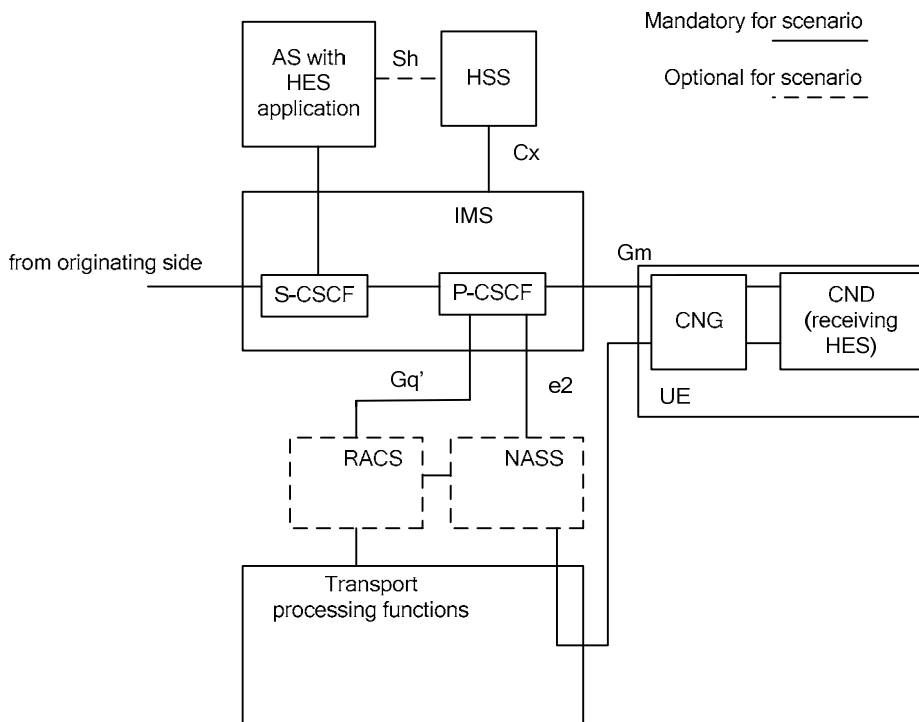 Mandatory for scenario
Optional for scenario
AS with
HES
application
Sh
HSS
Cx
IMS
from originating side
S-CSCF
P-CSCF
Gm
CNG
CND
(receiving
HES)
UE
Gq’
e2
RACS
NASS
Transport
processing functions